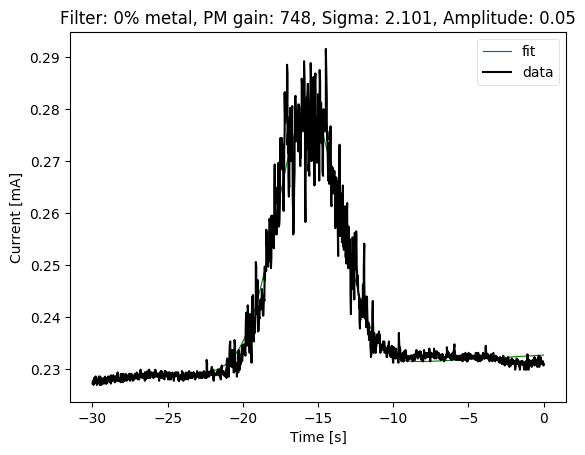 Filter: 0% metal, PM gain: 748, Sigma: 2.101, Amplitude: 0.05
fit
data
0.29
0.28
0.27
0.26
0.25
0.24
0.23
Current [mA]
−30
−25
−20
−15
−10
−5
0
Time [s]